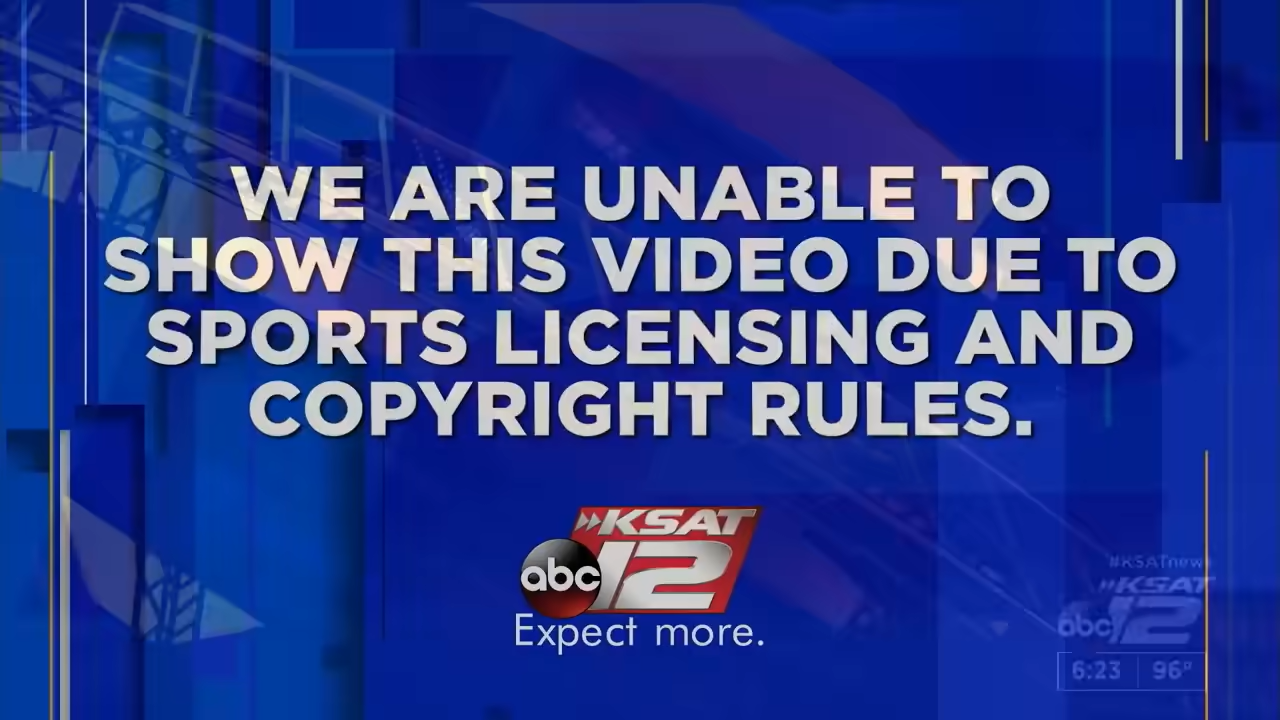 WE ARE UNABLE TO
SHOW THIS VIDEO DUE TO
SPORTS LICENSING AND
COPYRIGHT RULES.
KSAT
abc 12
Expect more.
#KSATnew
KSAT
abc 12
6:23 96°